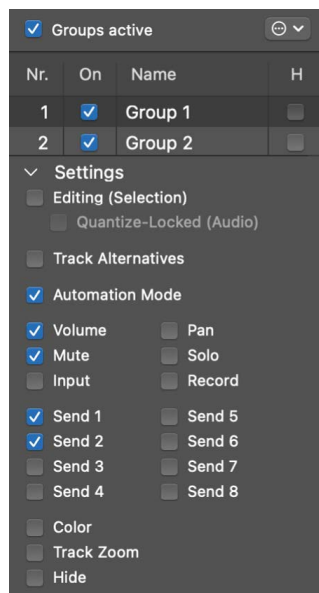 Groups active
Nr. On Name H
1 Group 1
2 Group 2
Settings
Editing (Selection)
Quantize-Locked (Audio)
Track Alternatives
Automation Mode
Volume Pan
Mute Solo
Input Record
Send 1 Send 5
Send 2 Send 6
Send 3 Send 7
Send 4 Send 8
Color
Track Zoom
Hide